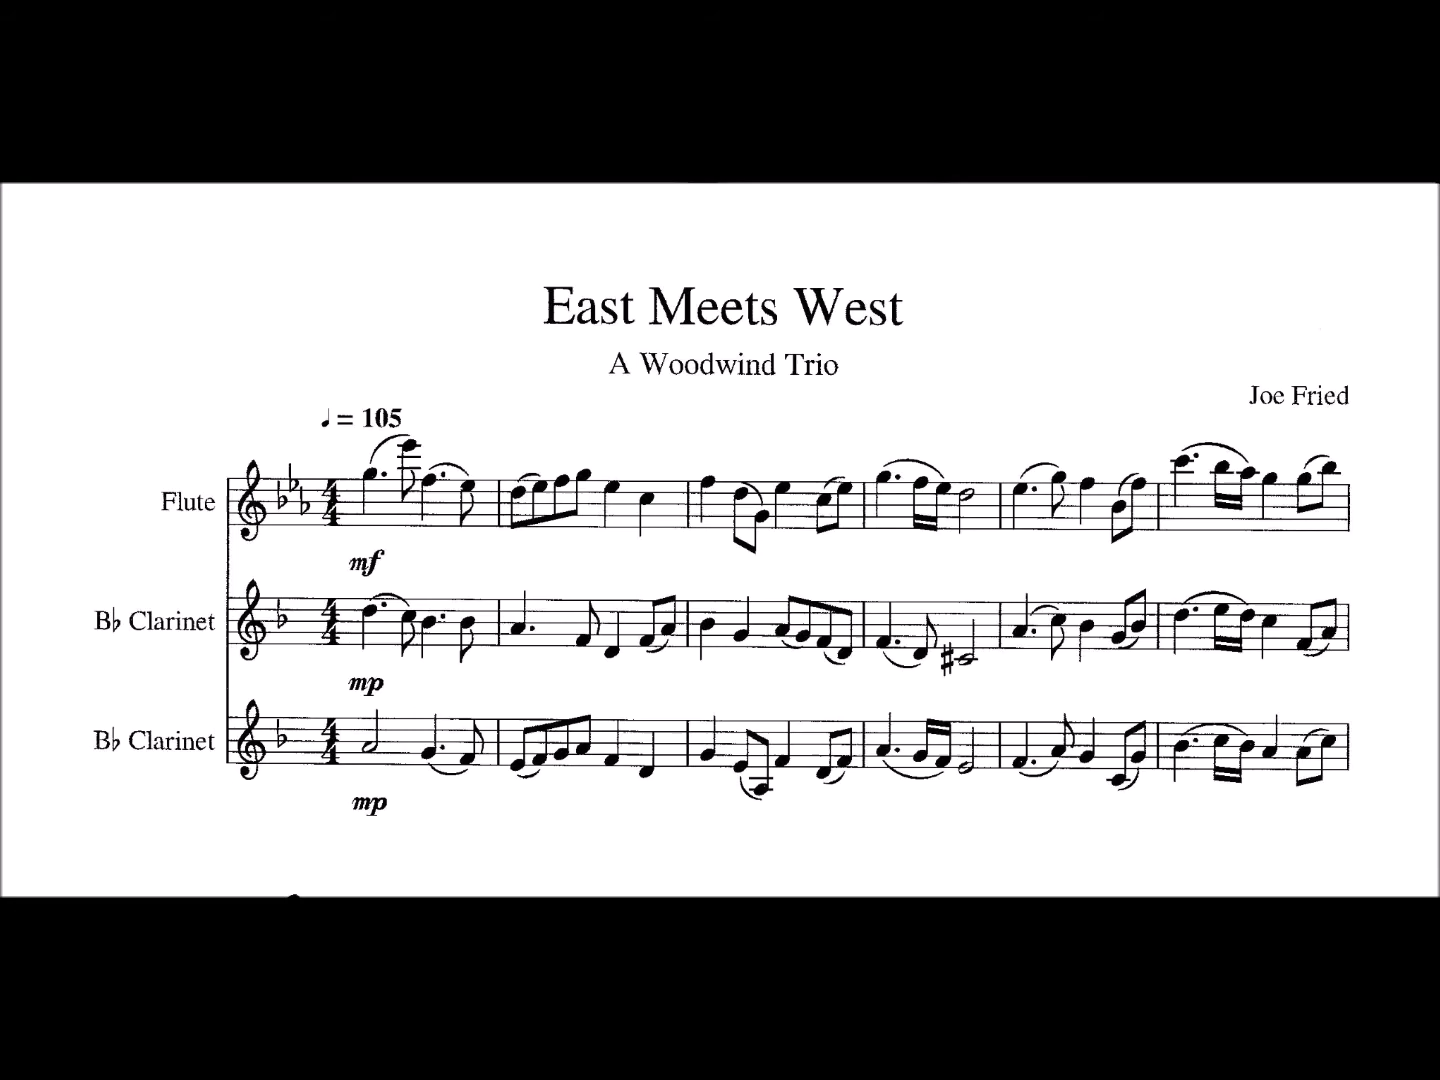 East Meets West
A Woodwind Trio
Joe Fried
♩ = 105
Flute
mf
B♭ Clarinet
mp
B♭ Clarinet
mp